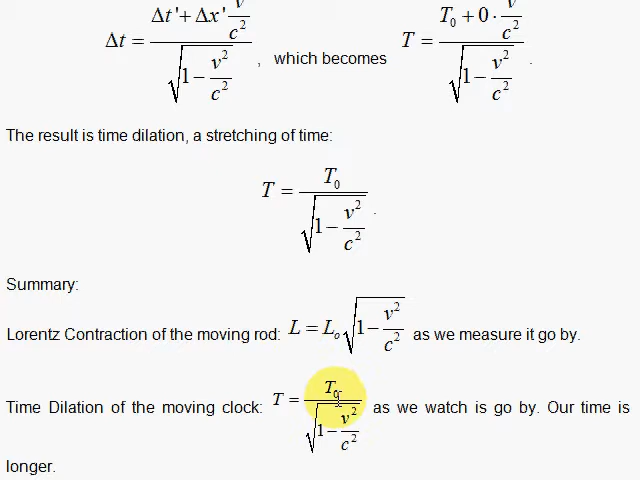 Δt = (Δt' + Δx' v/c²) / √(1 − v²/c²) , which becomes T = (T₀ + 0 · v/c²) / √(1 − v²/c²) .
The result is time dilation, a stretching of time:
T = T₀ / √(1 − v²/c²) .
Summary:
Lorentz Contraction of the moving rod: L = Lₒ √(1 − v²/c²) as we measure it go by.
Time Dilation of the moving clock: T = T₀ / √(1 − v²/c²) as we watch is go by. Our time is
longer.